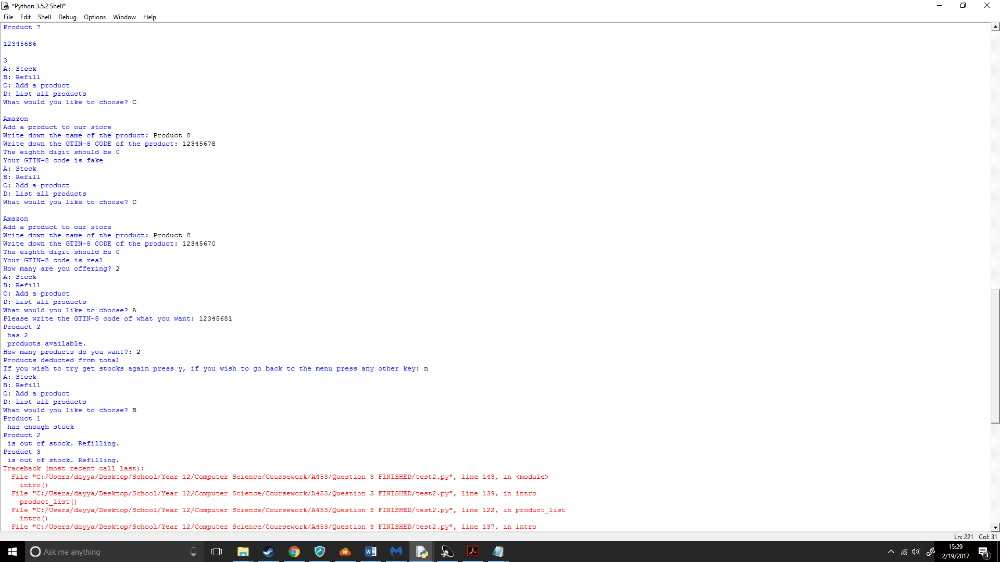 *Python 3.5.2 Shell*
File Edit Shell Debug Options Window Help
Product 7
12345686
3
A: Stock
B: Refill
C: Add a product
D: List all products
What would you like to choose? C
Amazon
Add a product to our store
Write down the name of the product: Product 8
Write down the GTIN-8 CODE of the product: 12345678
The eighth digit should be 0
Your GTIN-8 code is fake
A: Stock
B: Refill
C: Add a product
D: List all products
What would you like to choose? C
Amazon
Add a product to our store
Write down the name of the product: Product 8
Write down the GTIN-8 CODE of the product: 12345670
The eighth digit should be 0
Your GTIN-8 code is real
How many are you offering? 2
A: Stock
B: Refill
C: Add a product
D: List all products
What would you like to choose? A
Please write the GTIN-8 code of what you want: 12345681
Product 2
has 2
products available.
How many products do you want?: 2
Products deducted from total
If you wish to try get stocks again press y, if you wish to go back to the menu press any other key: n
A: Stock
B: Refill
C: Add a product
D: List all products
What would you like to choose? B
Product 1
has enough stock
Product 2
is out of stock. Refilling.
Product 3
is out of stock. Refilling.
Traceback (most recent call last):
File "C:/Users/dayya/Desktop/School/Year 12/Computer Science/Coursework/A453/Question 3 FINISHED/test2.py", line 143, in <module>
intro()
File "C:/Users/dayya/Desktop/School/Year 12/Computer Science/Coursework/A453/Question 3 FINISHED/test2.py", line 139, in intro
product_list()
File "C:/Users/dayya/Desktop/School/Year 12/Computer Science/Coursework/A453/Question 3 FINISHED/test2.py", line 122, in product_list
intro()
File "C:/Users/dayya/Desktop/School/Year 12/Computer Science/Coursework/A453/Question 3 FINISHED/test2.py", line 137, in intro
Ln: 221 Col: 31
Ask me anything
15:29
2/19/2017
3